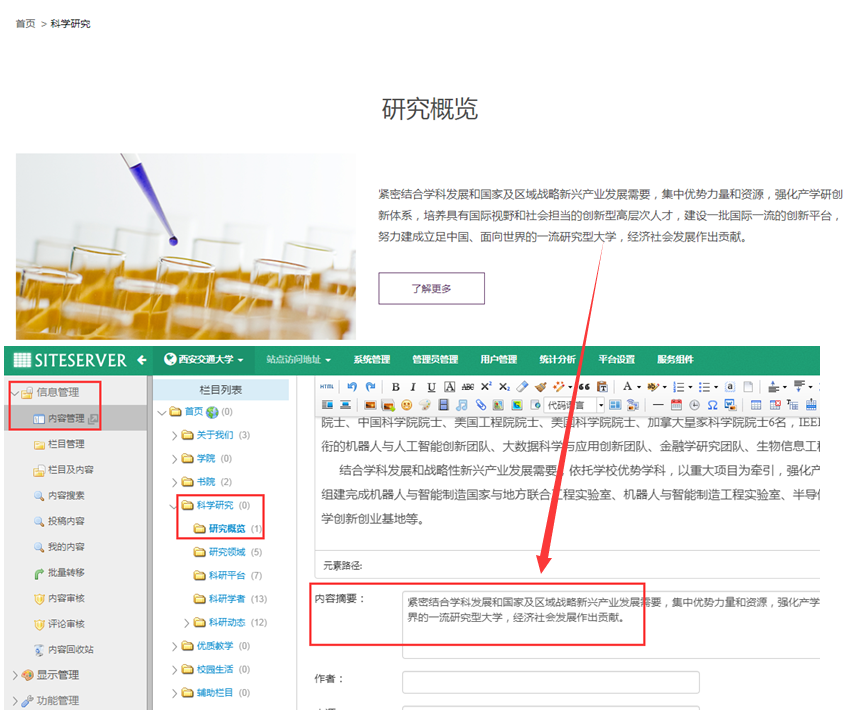 首页 > 科学研究
研究概览
紧密结合学科发展和国家及区域战略新兴产业发展需要，集中优势力量和资源，强化产学研创
新体系，培养具有国际视野和社会担当的创新型高层次人才，建设一批国际一流的创新平台，
努力建成立足中国、面向世界的一流研究型大学，经济社会发展作出贡献。
了解更多
SITESERVER 西安交通大学 站点访问地址 系统管理 管理员管理 用户管理 统计分析 平台设置 服务组件
信息管理
内容管理
栏目管理
栏目及内容
内容搜索
投稿内容
我的内容
批量转移
内容审核
评论审核
内容回收站
显示管理
功能管理
栏目列表
首页 (0)
关于我们 (3)
学院 (0)
书院 (2)
科学研究 (0)
研究概览 (1)
研究领域 (5)
科研平台 (7)
科研学者 (13)
科研动态 (12)
优质教学 (0)
校园生活 (0)
辅助栏目 (0)
HTML B I U A ABC X² X₂ A
代码语言
院士、中国科学院院士、美国工程院院士、美国科学院院士、加拿大皇家科学院院士6名，IEEE
衔的机器人与人工智能创新团队、大数据科学与应用创新团队、金融学研究团队、生物信息工程
结合学科发展和战略性新兴产业发展需要，依托学校优势学科，以重大项目为牵引，强化产
组建完成机器人与智能制造国家与地方联合工程实验室、机器人与智能制造工程实验室、半导体
学创新创业基地等。
元素路径:
内容摘要：
紧密结合学科发展和国家及区域战略新兴产业发展需要，集中优势力量和资源，强化产学
界的一流研究型大学，经济社会发展作出贡献。
作者：